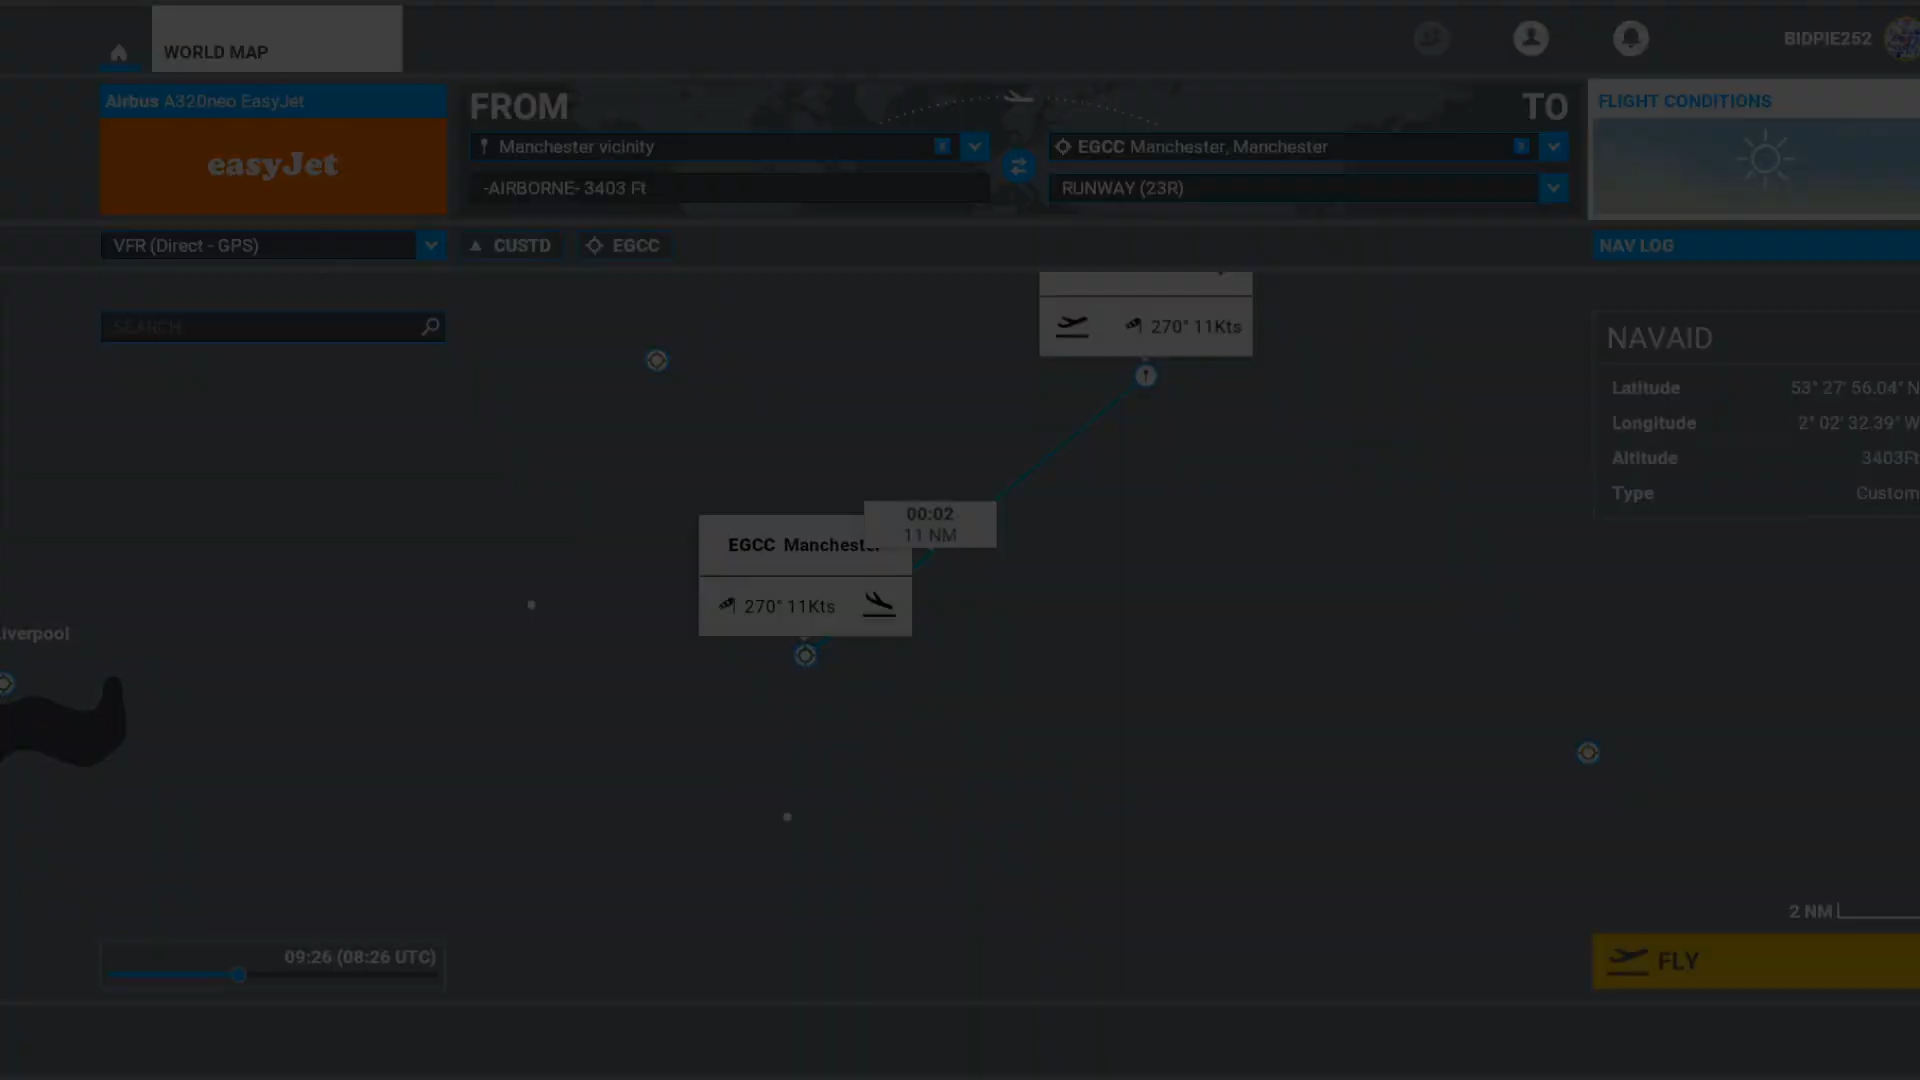 WORLD MAP
BIDPIE252
Airbus A320neo EasyJet
easyJet
FROM
TO
Manchester vicinity
EGCC Manchester, Manchester
-AIRBORNE- 3403 Ft
RUNWAY (23R)
FLIGHT CONDITIONS
VFR (Direct - GPS)
CUSTD
EGCC
NAV LOG
SEARCH
270° 11Kts
NAVAID
Latitude 53° 27' 56.04" N
Longitude 2° 02' 32.39" W
Altitude 3403Ft
Type Custom
00:02
11 NM
EGCC Manchester
270° 11Kts
iverpool
2 NM
09:26 (08:26 UTC)
FLY